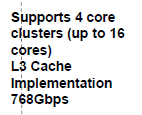 Supports 4 core
clusters (up to 16
cores)
L3 Cache
Implementation
768Gbps